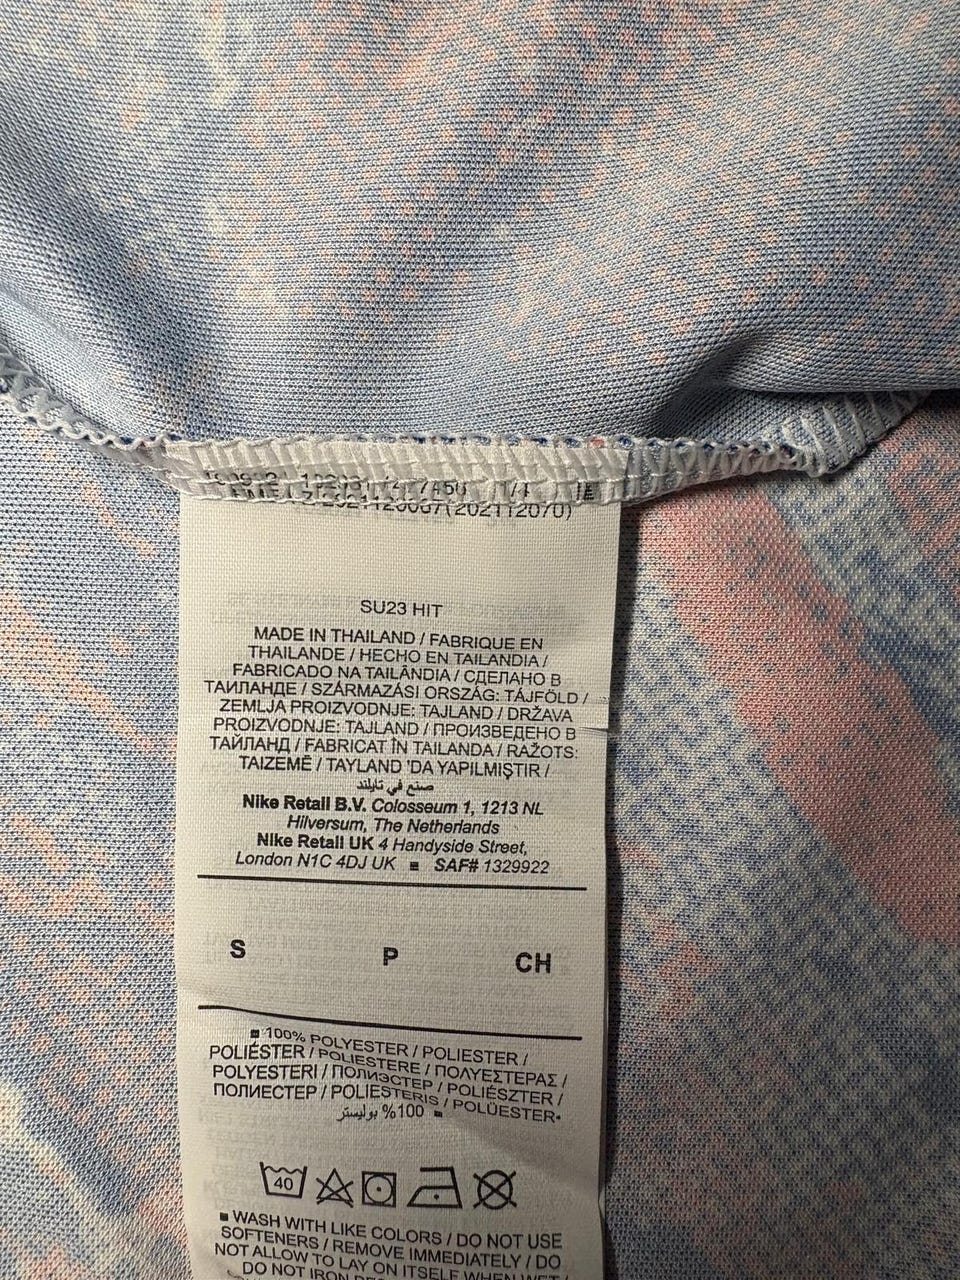 SU23 HIT
MADE IN THAILAND / FABRIQUE EN
THAILANDE / HECHO EN TAILANDIA /
FABRICADO NA TAILÂNDIA / СДЕЛАНО В
ТАИЛАНДЕ / SZÁRMAZÁSI ORSZÁG: TÁJFÖLD /
ZEMLJA PROIZVODNJE: TAJLAND / DRŽAVA
PROIZVODNJE: TAJLAND / ПРОИЗВЕДЕНО В
ТАЙЛАНД / FABRICAT ÎN TAILANDA / RAŽOTS:
TAIZEMĒ / TAYLAND 'DA YAPILMIŞTIR /
صنع في تايلند
Nike Retail B.V. Colosseum 1, 1213 NL
Hilversum, The Netherlands
Nike Retail UK 4 Handyside Street,
London N1C 4DJ UK SAF# 1329922
S P CH
100% POLYESTER / POLIESTER /
POLIÉSTER / POLIESTERE / ΠΟΛΥΕΣΤΕΡΑΣ /
POLYESTERI / ПОЛИЭСТЕР / POLIÉSZTER /
ПОЛИЕСТЕР / POLIESTERIS / POLÜESTER
100% بوليستر
40
WASH WITH LIKE COLORS / DO NOT USE
SOFTENERS / REMOVE IMMEDIATELY / DO
NOT ALLOW TO LAY ON ITSELF WHEN WET /
DO NOT IRON